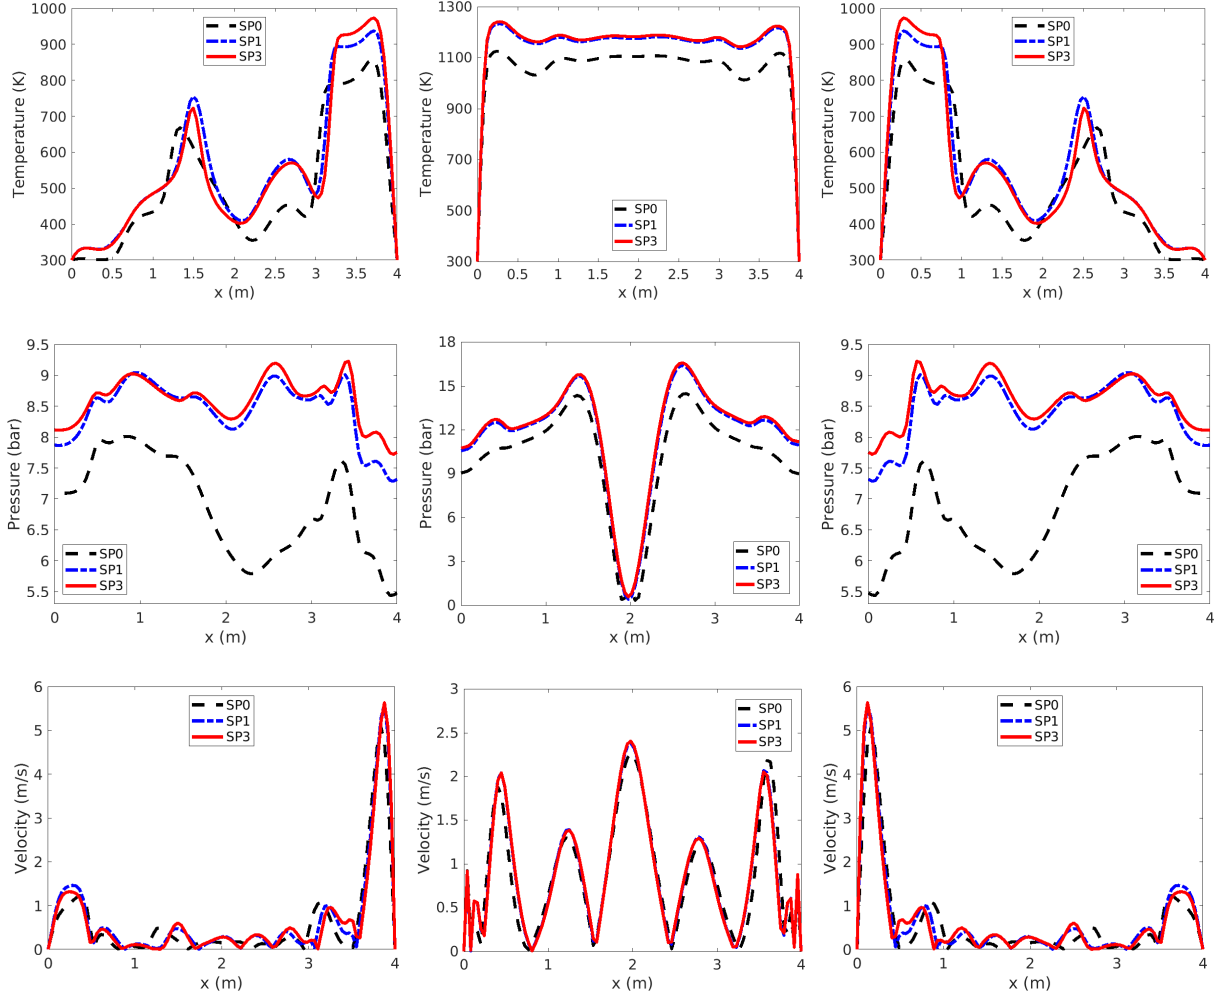 Temperature (K)
1000
900
800
700
600
500
400
300
0 0.5 1 1.5 2 2.5 3 3.5 4
x (m)
SP0
SP1
SP3
Temperature (K)
1300
1100
900
700
500
300
0 0.5 1 1.5 2 2.5 3 3.5 4
x (m)
SP0
SP1
SP3
Temperature (K)
1000
900
800
700
600
500
400
300
0 0.5 1 1.5 2 2.5 3 3.5 4
x (m)
SP0
SP1
SP3
Pressure (bar)
9.5
9
8.5
8
7.5
7
6.5
6
5.5
0 1 2 3 4
x (m)
SP0
SP1
SP3
Pressure (bar)
18
15
12
9
6
3
0
0 1 2 3 4
x (m)
SP0
SP1
SP3
Pressure (bar)
9.5
9
8.5
8
7.5
7
6.5
6
5.5
0 1 2 3 4
x (m)
SP0
SP1
SP3
Velocity (m/s)
6
5
4
3
2
1
0
0 1 2 3 4
x (m)
SP0
SP1
SP3
Velocity (m/s)
3
2.5
2
1.5
1
0.5
0
0 1 2 3 4
x (m)
SP0
SP1
SP3
Velocity (m/s)
6
5
4
3
2
1
0
0 1 2 3 4
x (m)
SP0
SP1
SP3